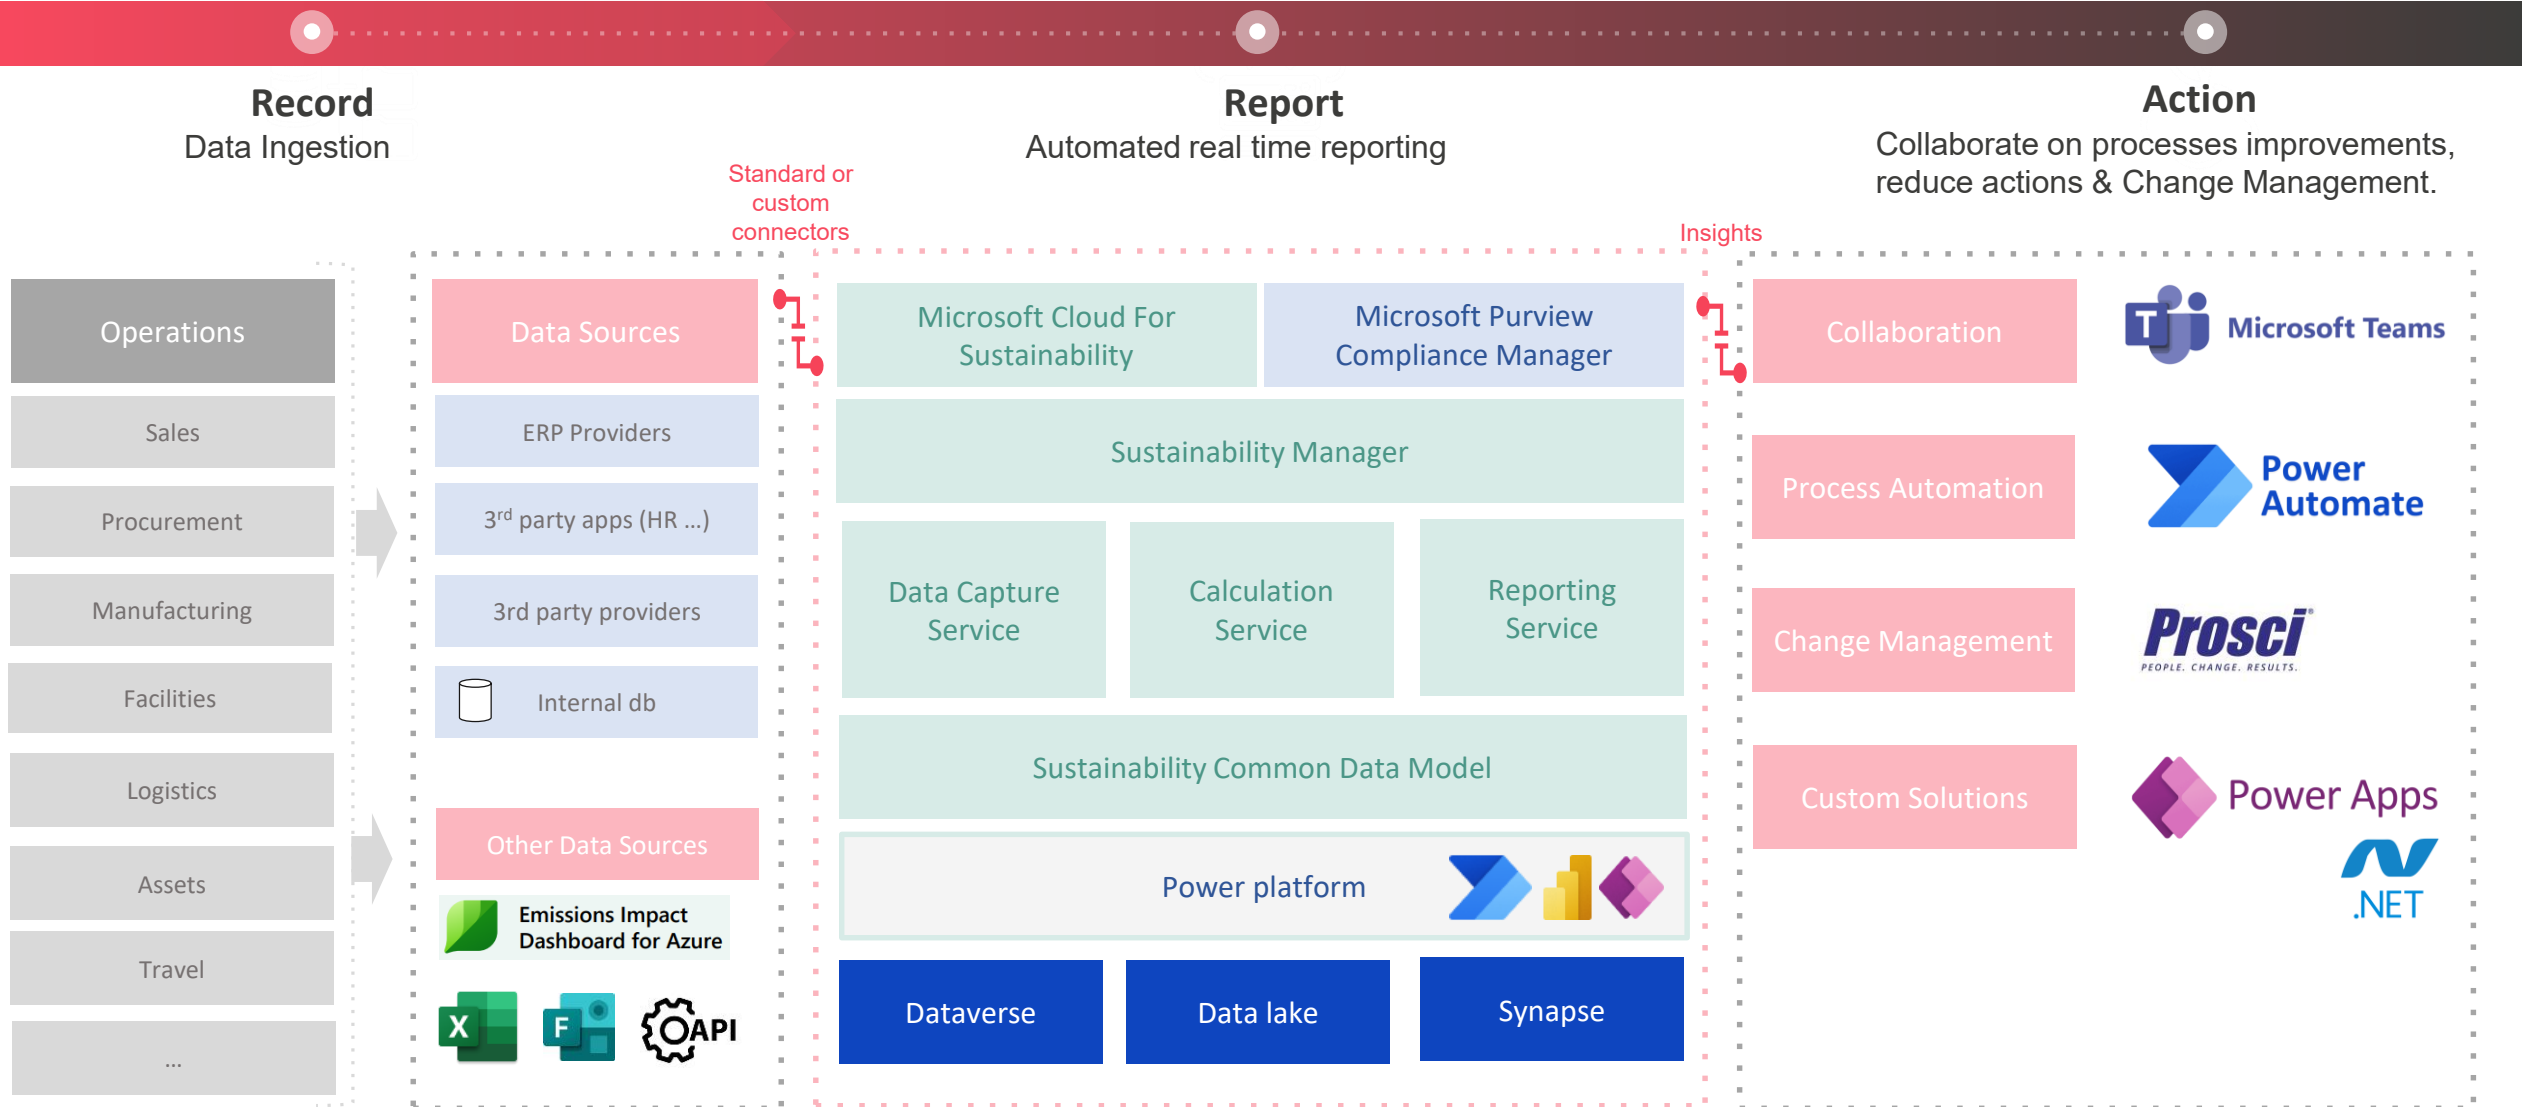 Record
Data Ingestion
Report
Automated real time reporting
Action
Collaborate on processes improvements,
reduce actions & Change Management.
Standard or
custom
connectors
Insights
Operations
Sales
Procurement
Manufacturing
Facilities
Logistics
Assets
Travel
...
Data Sources
ERP Providers
3rd party apps (HR ...)
3rd party providers
Internal db
Other Data Sources
Emissions Impact
Dashboard for Azure
X
F
API
Microsoft Cloud For
Sustainability
Microsoft Purview
Compliance Manager
Sustainability Manager
Data Capture
Service
Calculation
Service
Reporting
Service
Sustainability Common Data Model
Power platform
Dataverse
Data lake
Synapse
Collaboration
T
Microsoft Teams
Process Automation
Power
Automate
Change Management
Prosci®
PEOPLE. CHANGE. RESULTS.
Custom Solutions
Power Apps
.NET